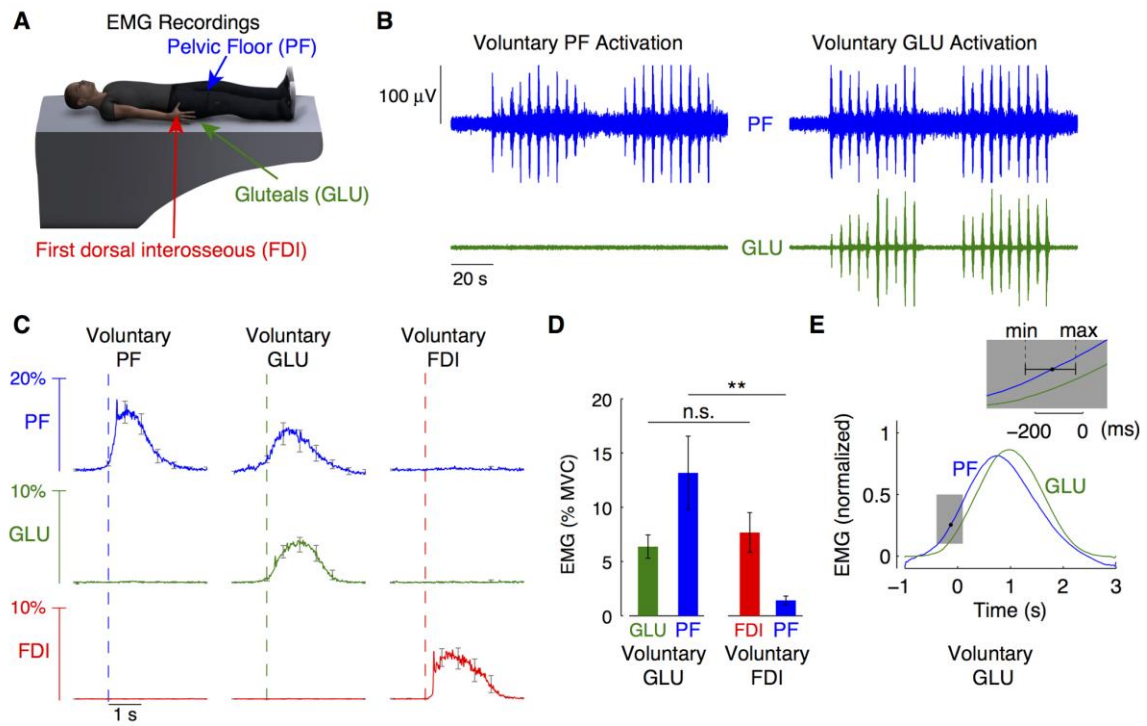 A
EMG Recordings
Pelvic Floor (PF)
Gluteals (GLU)
First dorsal interosseous (FDI)
B
Voluntary PF Activation
Voluntary GLU Activation
100 μV
PF
GLU
20 s
C
Voluntary
PF
Voluntary
GLU
Voluntary
FDI
20%
PF
10%
GLU
10%
FDI
1 s
D
EMG (% MVC)
20
15
10
5
0
**
n.s.
GLU PF
FDI PF
Voluntary
GLU
Voluntary
FDI
E
min max
−200 0 (ms)
EMG (normalized)
1
0.5
0
PF
GLU
−1 0 1 2 3
Time (s)
Voluntary
GLU